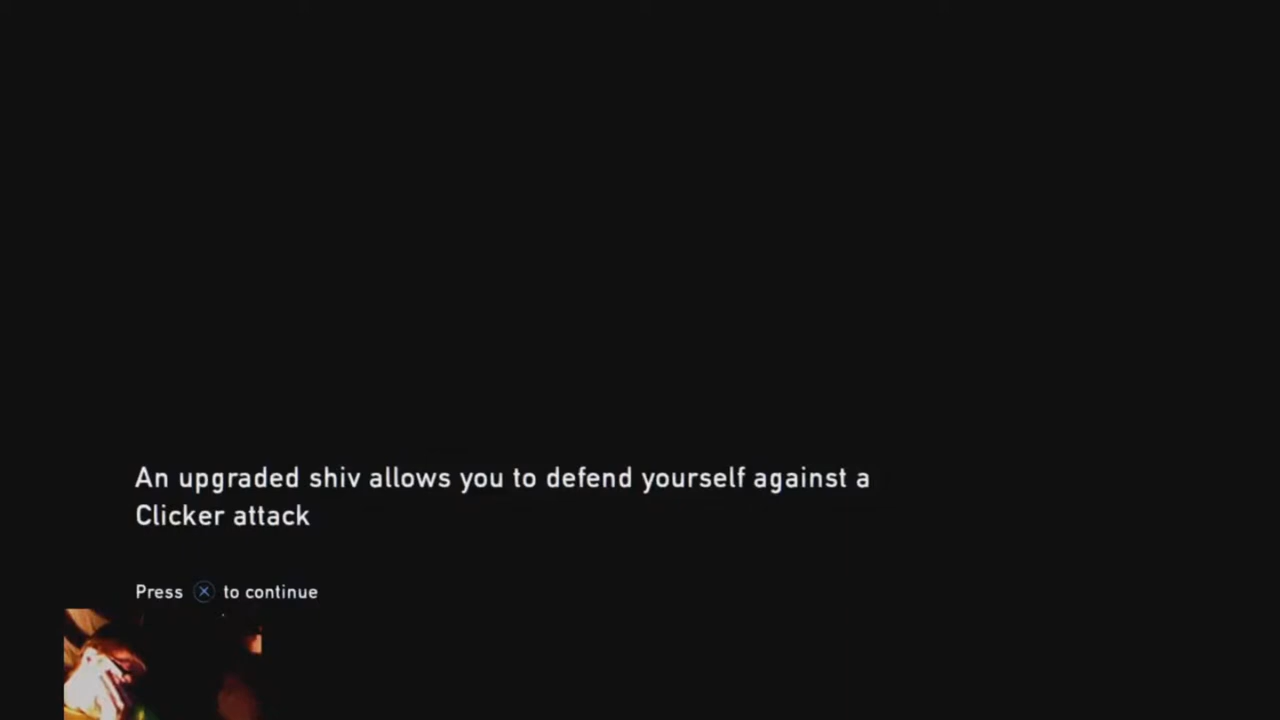 An upgraded shiv allows you to defend yourself against a
Clicker attack
Press ⓧ to continue